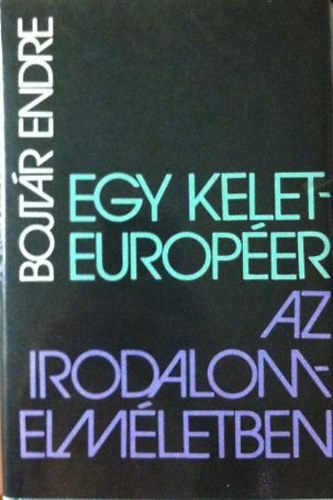 BOJTÁR ENDRE
EGY KELET-
EUROPÉER
AZ
IRODALOM-
ELMÉLETBEN